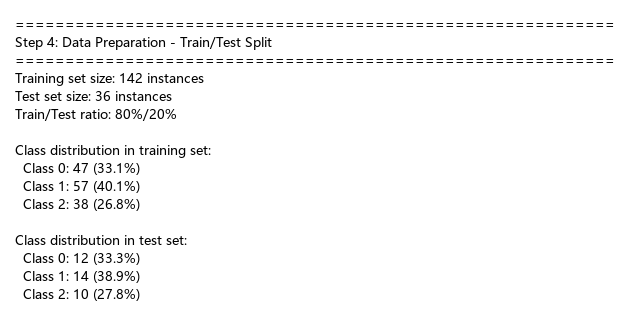 ============================================================
Step 4: Data Preparation - Train/Test Split
============================================================
Training set size: 142 instances
Test set size: 36 instances
Train/Test ratio: 80%/20%
Class distribution in training set:
Class 0: 47 (33.1%)
Class 1: 57 (40.1%)
Class 2: 38 (26.8%)
Class distribution in test set:
Class 0: 12 (33.3%)
Class 1: 14 (38.9%)
Class 2: 10 (27.8%)